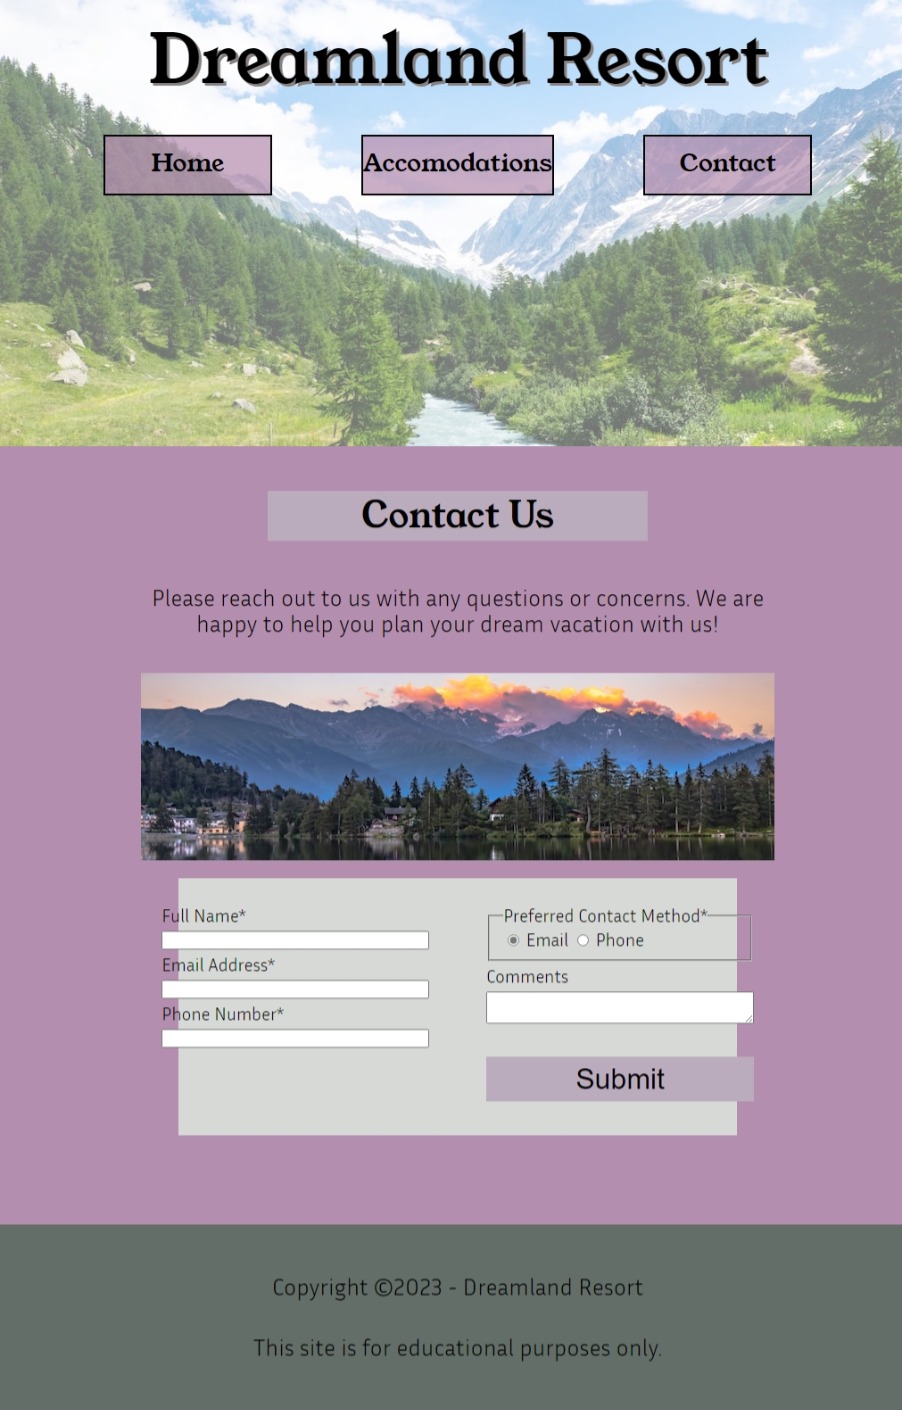 Dreamland Resort
Home
Accomodations
Contact
Contact Us
Please reach out to us with any questions or concerns. We are
happy to help you plan your dream vacation with us!
Full Name*
Email Address*
Phone Number*
Preferred Contact Method*
Email Phone
Comments
Submit
Copyright ©2023 - Dreamland Resort
This site is for educational purposes only.